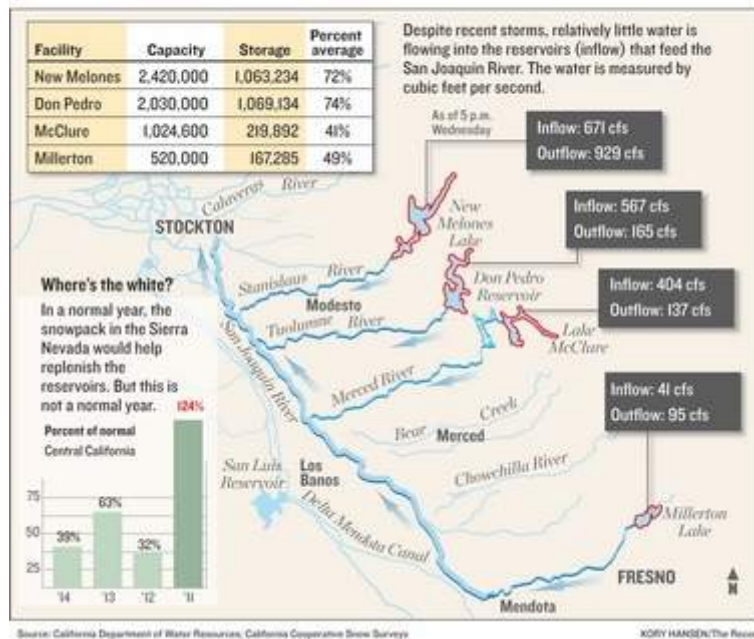 Facility Capacity Storage Percent average
New Melones 2,420,000 1,063,234 72%
Don Pedro 2,030,000 1,069,134 74%
McClure 1,024,600 219,892 41%
Millerton 520,000 167,285 49%
Despite recent storms, relatively little water is
flowing into the reservoirs (inflow) that feed the
San Joaquin River. The water is measured by
cubic feet per second.
As of 5 p.m.
Wednesday
Inflow: 671 cfs
Outflow: 929 cfs
Calaveras River
STOCKTON
New
Melones
Lake
Inflow: 567 cfs
Outflow: 165 cfs
Stanislaus River
Don Pedro
Reservoir
Modesto
Inflow: 404 cfs
Outflow: 137 cfs
Tuolumne River
Lake
McClure
San Joaquin River
Merced River
Where's the white?
In a normal year, the
snowpack in the Sierra
Nevada would help
replenish the
reservoirs. But this is
not a normal year.
124%
Percent of normal
Central California
75
50
25
39%
63%
32%
'14 '13 '12 '11
Inflow: 41 cfs
Outflow: 95 cfs
Bear Creek
Merced
Chowchilla River
San Luis
Reservoir
Los
Banos
Delta Mendota Canal
Millerton
Lake
FRESNO
N
Mendota
Source: California Department of Water Resources, California Cooperative Snow Surveys
KORY HANSEN/The Record